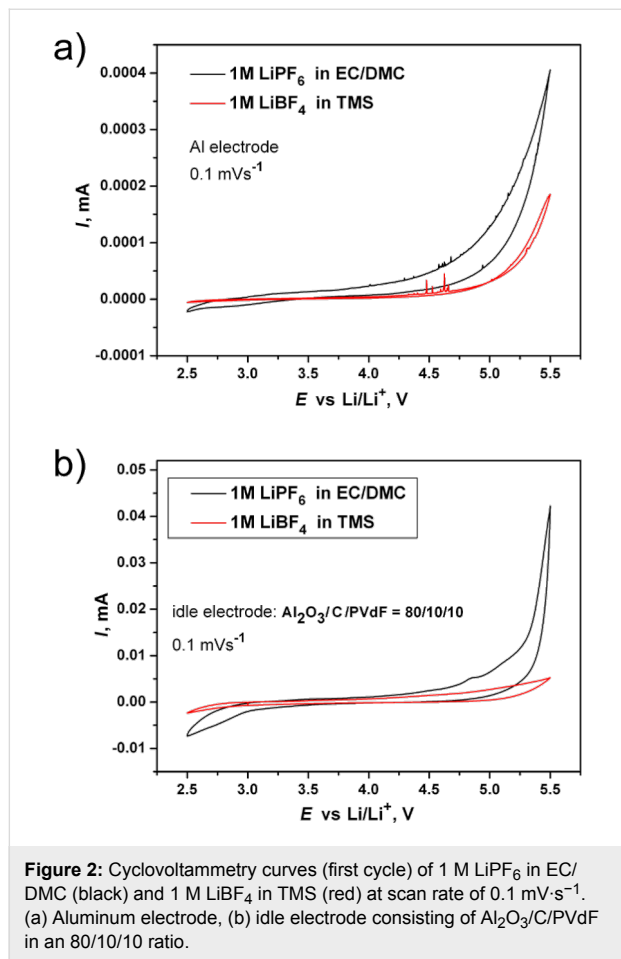 a)
1M LiPF₆ in EC/DMC
1M LiBF₄ in TMS
Al electrode
0.1 mVs⁻¹
0.0004
0.0003
0.0002
0.0001
0.0000
-0.0001
I, mA
2.5 3.0 3.5 4.0 4.5 5.0 5.5
E vs Li/Li⁺, V
b)
1M LiPF₆ in EC/DMC
1M LiBF₄ in TMS
idle electrode: Al₂O₃/C/PVdF = 80/10/10
0.1 mVs⁻¹
0.05
0.04
0.03
0.02
0.01
0.00
-0.01
I, mA
2.5 3.0 3.5 4.0 4.5 5.0 5.5
E vs Li/Li⁺, V
Figure 2: Cyclovoltammetry curves (first cycle) of 1 M LiPF₆ in EC/
DMC (black) and 1 M LiBF₄ in TMS (red) at scan rate of 0.1 mV·s⁻¹.
(a) Aluminum electrode, (b) idle electrode consisting of Al₂O₃/C/PVdF
in an 80/10/10 ratio.